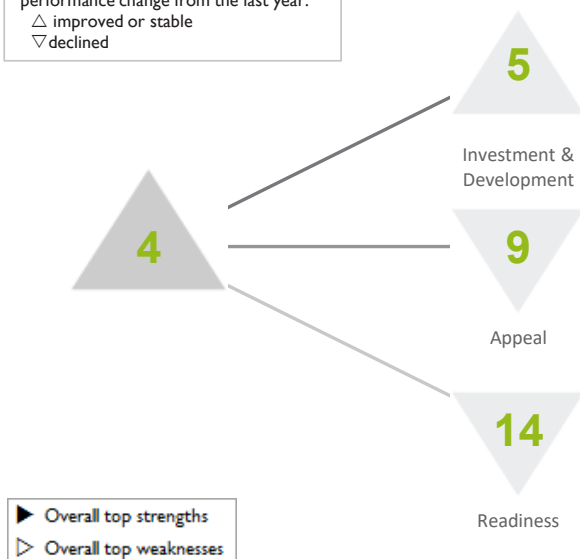 performance change from the last year:
△ improved or stable
▽ declined
5
Investment &
Development
4
9
Appeal
14
Readiness
▶ Overall top strengths
▷ Overall top weaknesses